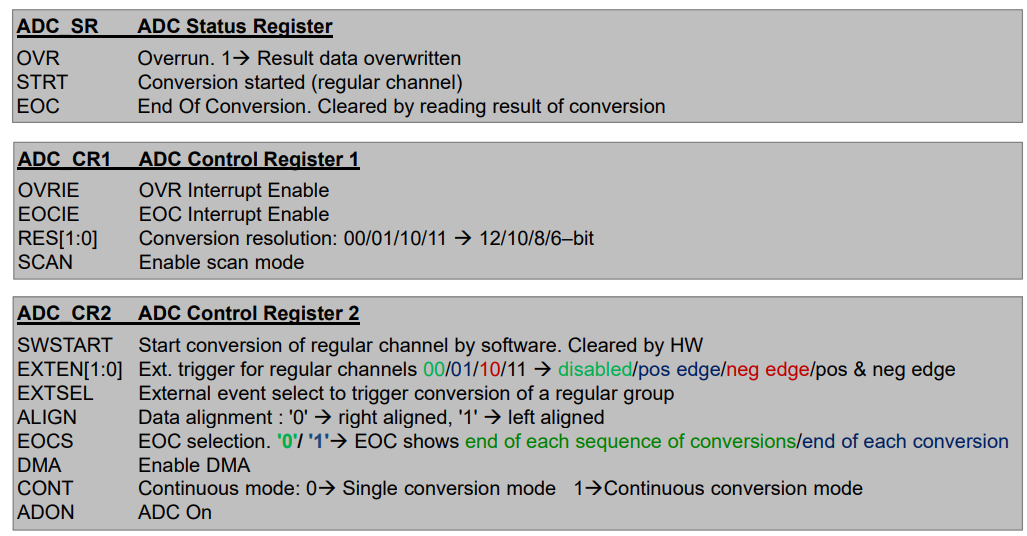 ADC_SR ADC Status Register
OVR Overrun. 1→ Result data overwritten
STRT Conversion started (regular channel)
EOC End Of Conversion. Cleared by reading result of conversion
ADC_CR1 ADC Control Register 1
OVRIE OVR Interrupt Enable
EOCIE EOC Interrupt Enable
RES[1:0] Conversion resolution: 00/01/10/11 → 12/10/8/6–bit
SCAN Enable scan mode
ADC_CR2 ADC Control Register 2
SWSTART Start conversion of regular channel by software. Cleared by HW
EXTEN[1:0] Ext. trigger for regular channels 00/01/10/11 → disabled/pos edge/neg edge/pos & neg edge
EXTSEL External event select to trigger conversion of a regular group
ALIGN Data alignment : '0' → right aligned, '1' → left aligned
EOCS EOC selection. '0'/ '1'→ EOC shows end of each sequence of conversions/end of each conversion
DMA Enable DMA
CONT Continuous mode: 0→ Single conversion mode 1→Continuous conversion mode
ADON ADC On